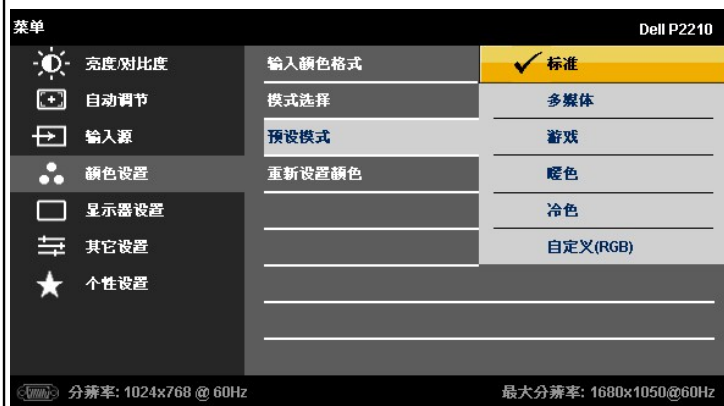 菜单
Dell P2210
亮度/对比度
自动调节
输入源
颜色设置
显示器设置
其它设置
个性设置
输入颜色格式
模式选择
预设模式
重新设置颜色
标准
多媒体
游戏
暖色
冷色
自定义(RGB)
分辨率: 1024x768 @ 60Hz
最大分辨率: 1680x1050@60Hz